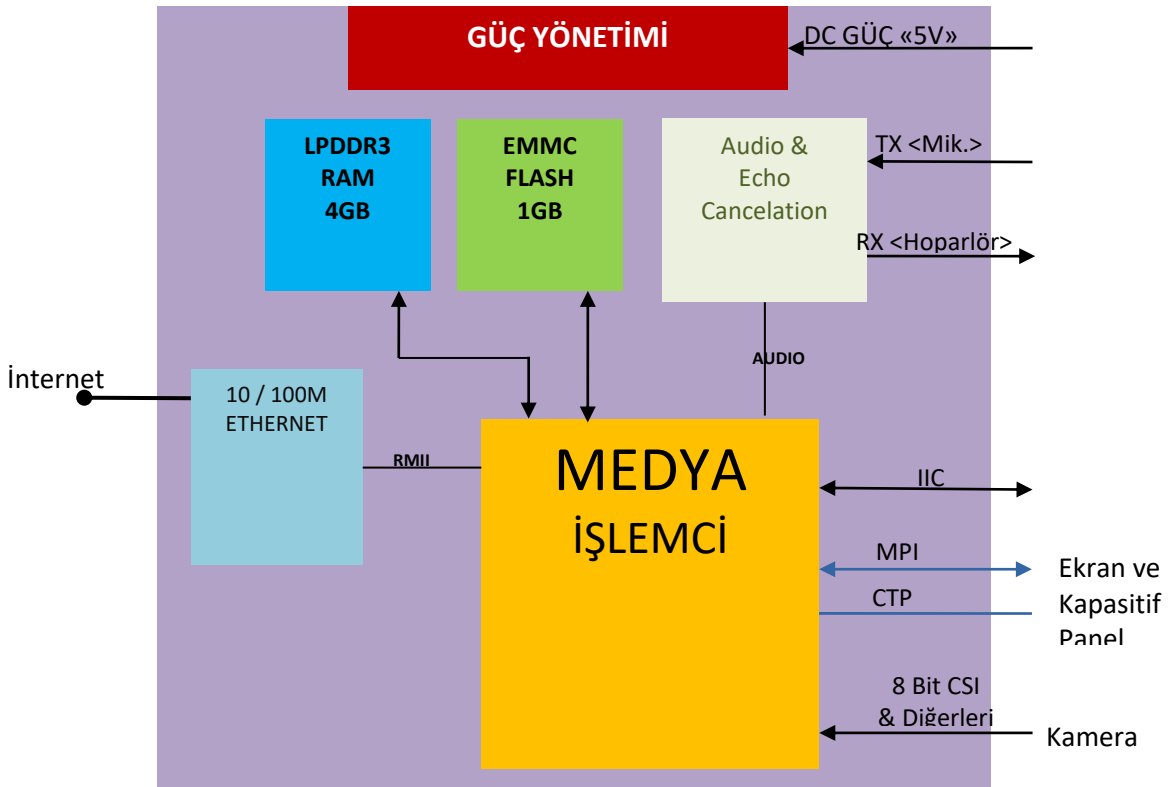 GÜÇ YÖNETİMİ
DC GÜÇ «5V»
LPDDR3
RAM
4GB
EMMC
FLASH
1GB
Audio &
Echo
Cancelation
TX <Mik.>
RX <Hoparlör>
AUDIO
İnternet
10 / 100M
ETHERNET
RMII
MEDYA
İŞLEMCİ
IIC
MPI
CTP
Ekran ve
Kapasitif
Panel
8 Bit CSI
& Diğerleri
Kamera